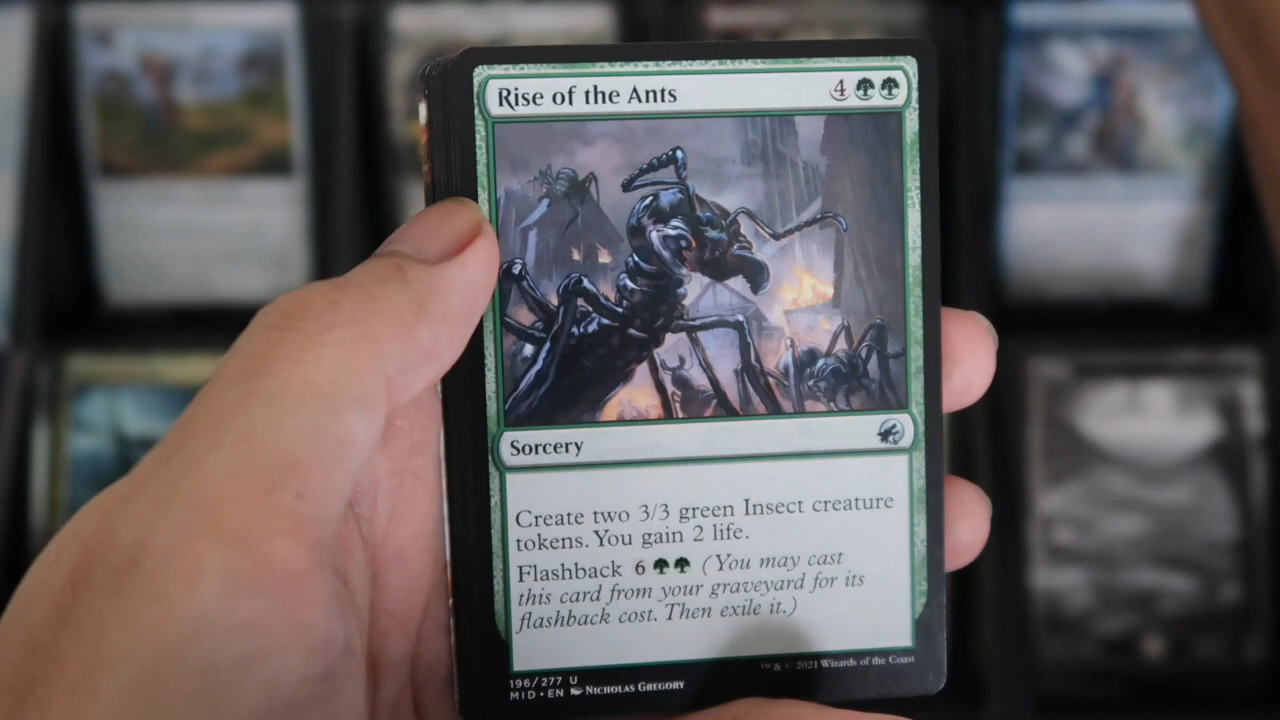 Rise of the Ants 4
Sorcery
Create two 3/3 green Insect creature
tokens. You gain 2 life.
Flashback 6 (You may cast
this card from your graveyard for its
flashback cost. Then exile it.)
196/277 U
MID • EN Nicholas Gregory
™ & © 2021 Wizards of the Coast